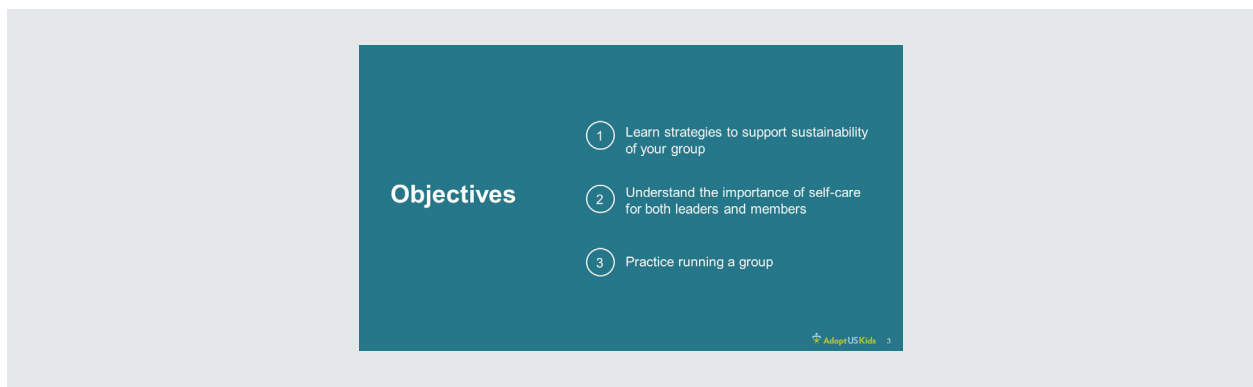 Objectives
1
Learn strategies to support sustainability
of your group
2
Understand the importance of self-care
for both leaders and members
3
Practice running a group
AdoptUSKids 3